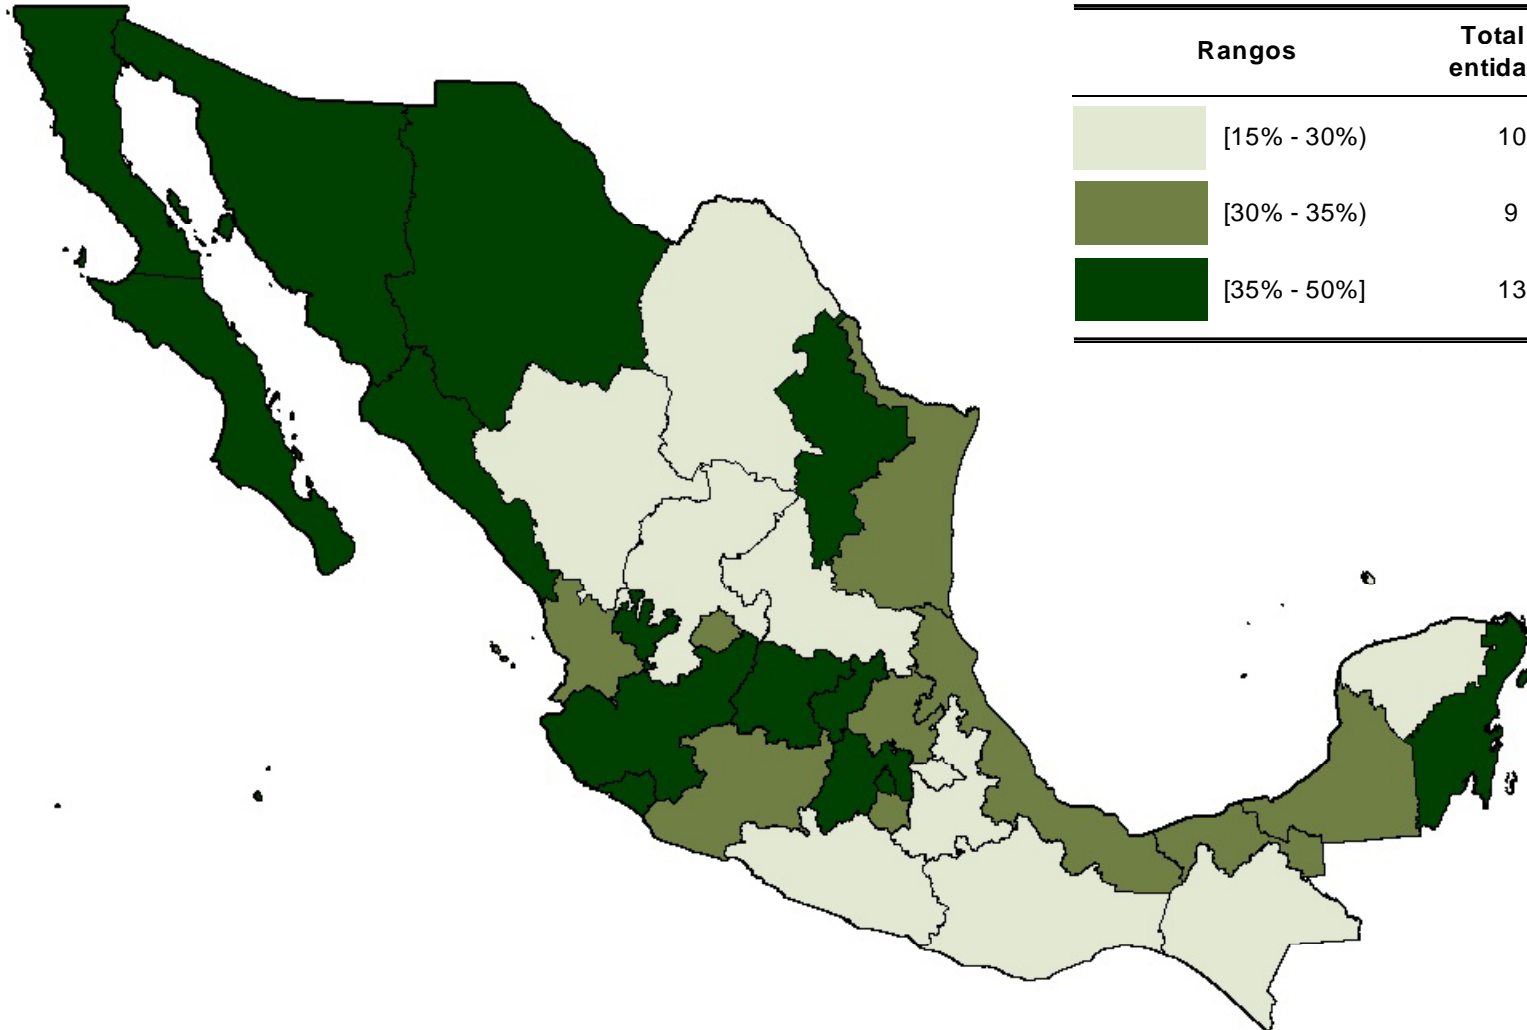 Rangos
Total
entida
[15% - 30%) 10
[30% - 35%) 9
[35% - 50%] 13